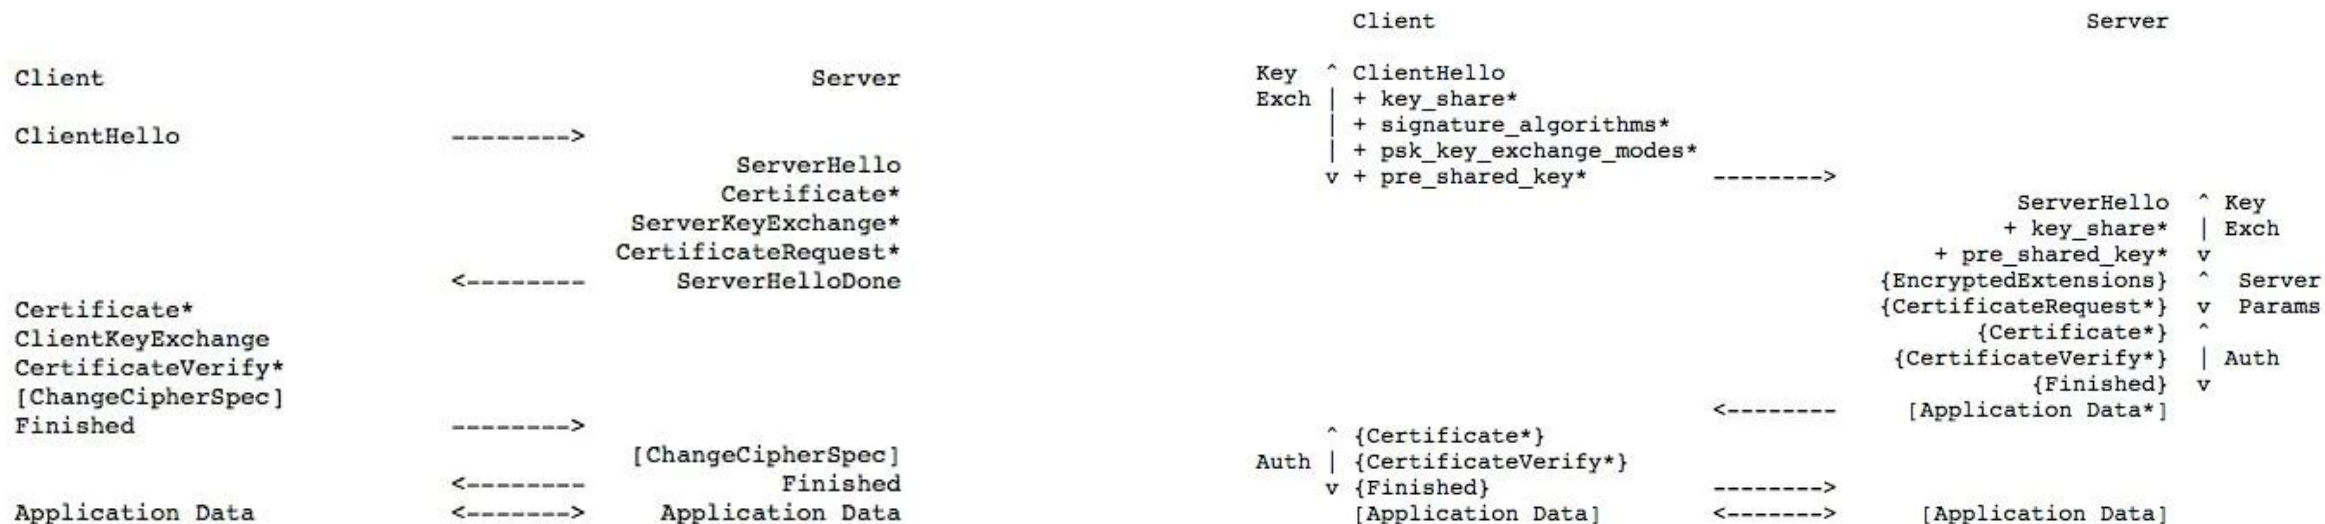 Client Server
ClientHello -------->
ServerHello
Certificate*
ServerKeyExchange*
CertificateRequest*
<-------- ServerHelloDone
Certificate*
ClientKeyExchange
CertificateVerify*
[ChangeCipherSpec]
Finished -------->
[ChangeCipherSpec]
<-------- Finished
Application Data <-------> Application Data
Client Server
Key ^ ClientHello
Exch | + key_share*
| + signature_algorithms*
| + psk_key_exchange_modes*
v + pre_shared_key* -------->
ServerHello ^ Key
+ key_share* | Exch
+ pre_shared_key* v
{EncryptedExtensions} ^ Server
{CertificateRequest*} v Params
{Certificate*} ^
{CertificateVerify*} | Auth
{Finished} v
<-------- [Application Data*]
^ {Certificate*}
Auth | {CertificateVerify*}
v {Finished} -------->
[Application Data] <-------> [Application Data]